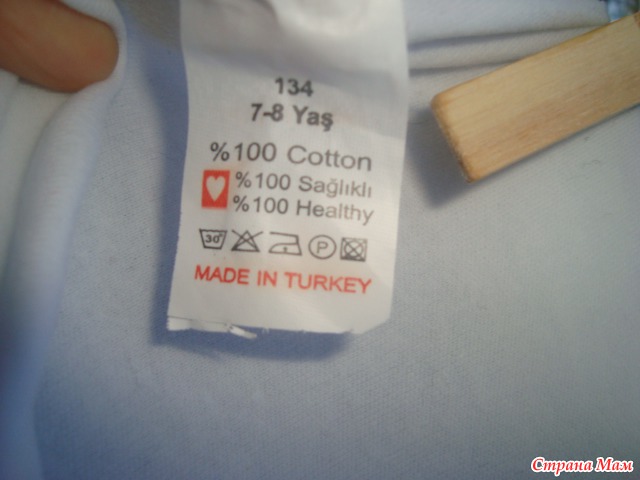 134
7-8 Yaş
%100 Cotton
%100 Sağlıklı
%100 Healthy
30° P
MADE IN TURKEY
Страна Мам